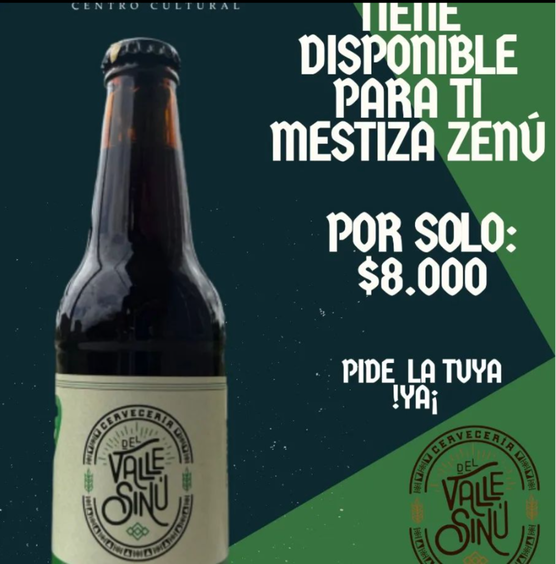 CENTRO CULTURAL
TIENE
DISPONIBLE
PARA TI
MESTIZA ZENÚ
POR SOLO:
$8.000
PIDE LA TUYA
!YA¡
CERVECERÍA
DEL
VALLE
SINÚ
CERVECERÍA
DEL
VALLE
SINÚ